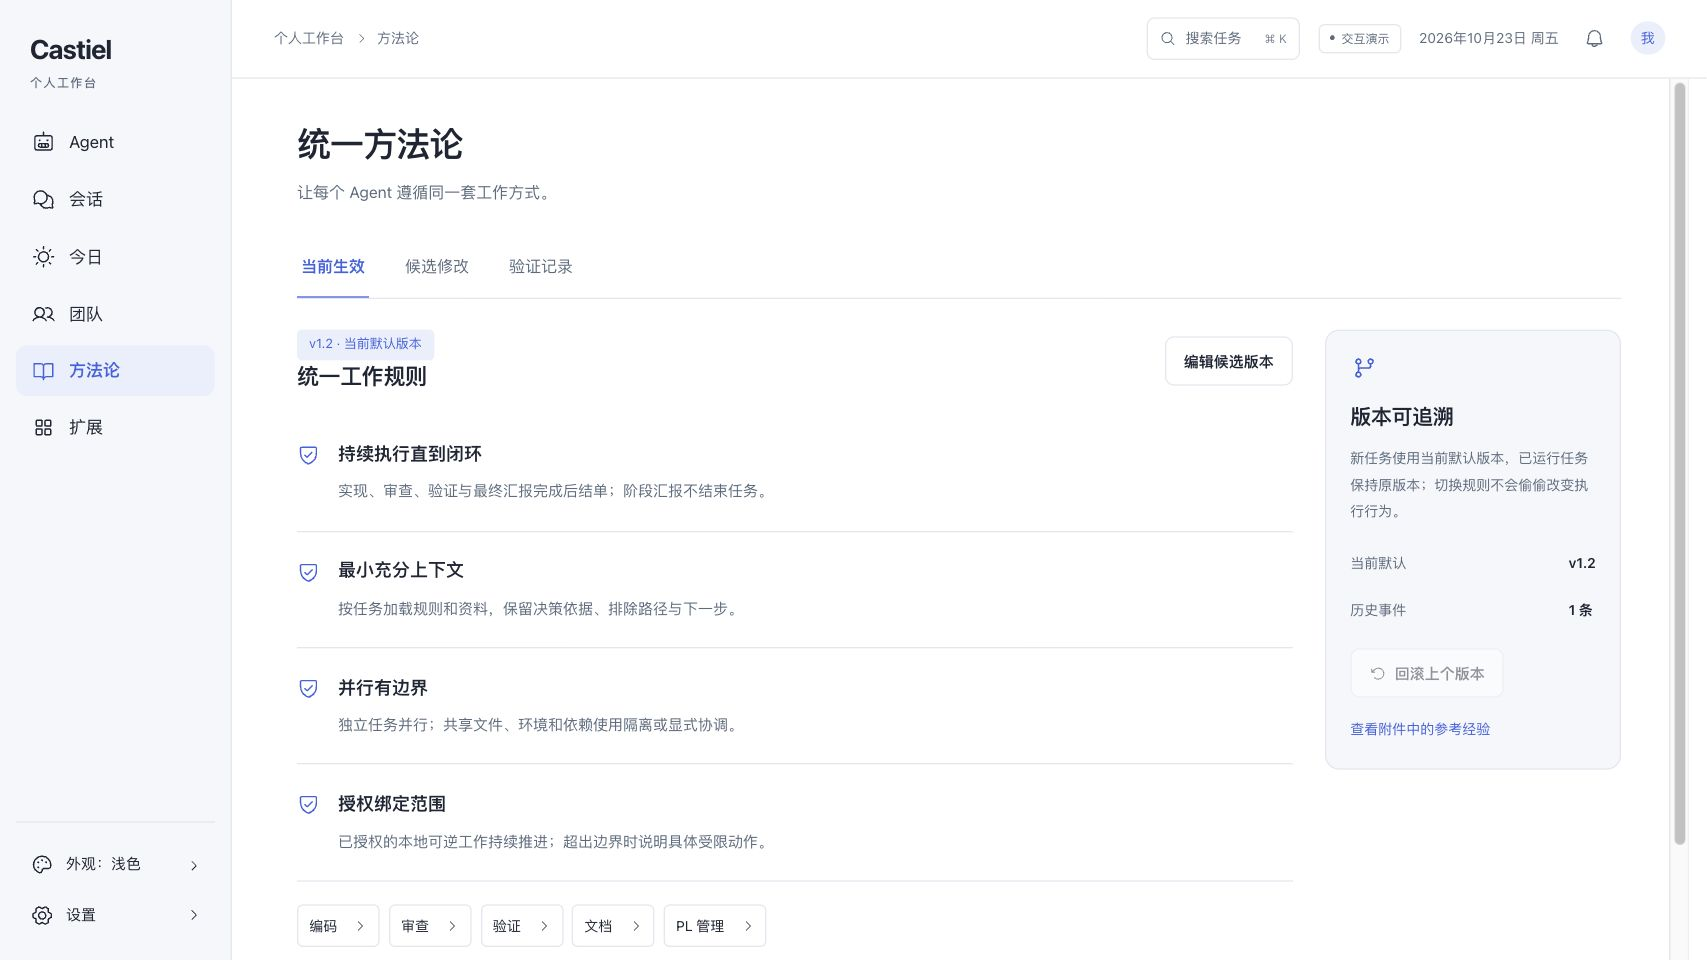 Castiel
个人工作台
Agent
会话
今日
团队
方法论
扩展
外观：浅色
设置
个人工作台 > 方法论
搜索任务 ⌘ K
• 交互演示
2026年10月23日 周五
我
统一方法论
让每个 Agent 遵循同一套工作方式。
当前生效 候选修改 验证记录
v1.2 · 当前默认版本
统一工作规则
编辑候选版本
持续执行直到闭环
实现、审查、验证与最终汇报完成后结单；阶段汇报不结束任务。
最小充分上下文
按任务加载规则和资料，保留决策依据、排除路径与下一步。
并行有边界
独立任务并行；共享文件、环境和依赖使用隔离或显式协调。
授权绑定范围
已授权的本地可逆工作持续推进；超出边界时说明具体受限动作。
编码 审查 验证 文档 PL 管理
版本可追溯
新任务使用当前默认版本，已运行任务
保持原版本；切换规则不会偷偷改变执
行行为。
当前默认 v1.2
历史事件 1 条
回滚上个版本
查看附件中的参考经验